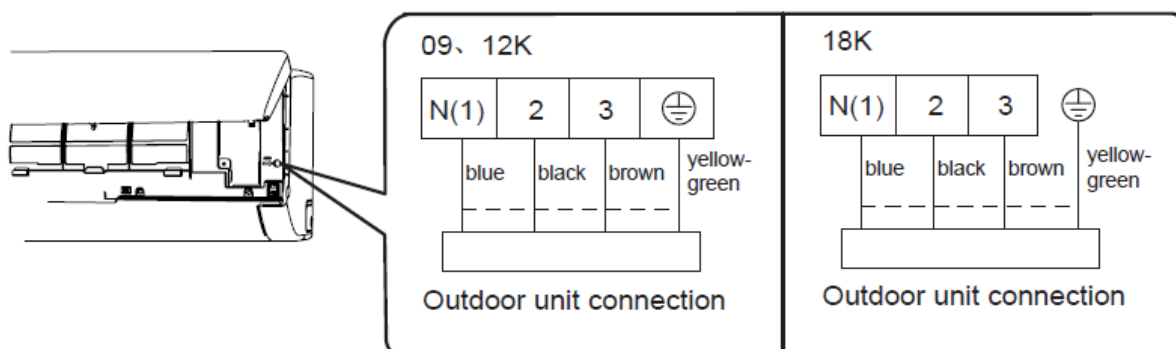 09、12K
N(1) 2 3
blue black brown yellow-
green
Outdoor unit connection
18K
N(1) 2 3
blue black brown yellow-
green
Outdoor unit connection